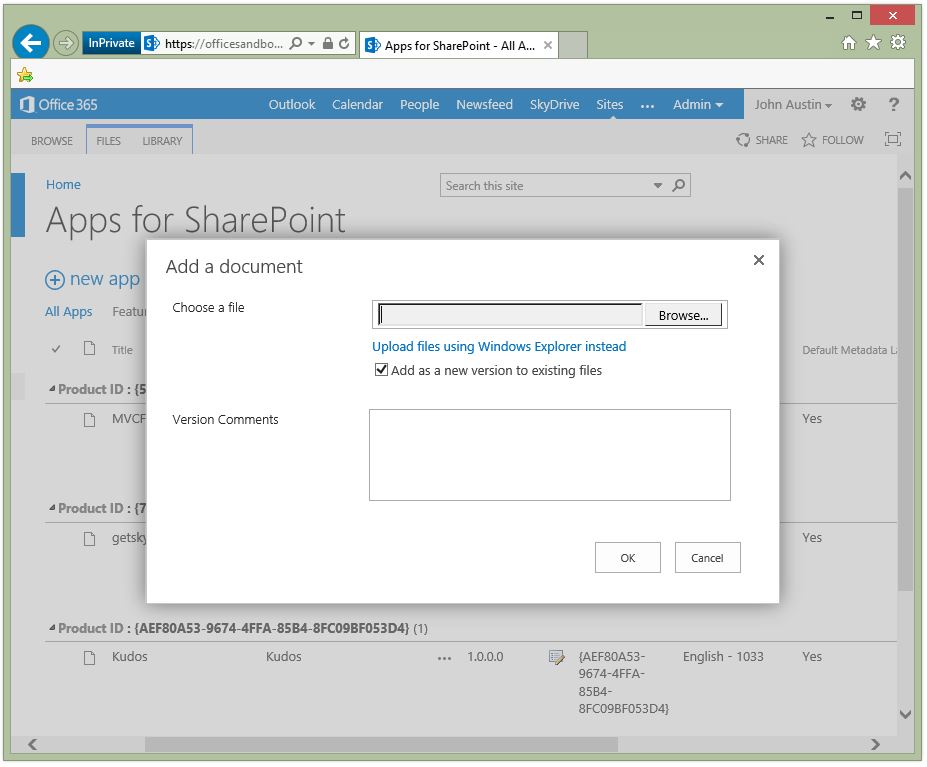 InPrivate https://officesandbo... Apps for SharePoint - All A...
Office 365 Outlook Calendar People Newsfeed SkyDrive Sites ... Admin John Austin ?
BROWSE FILES LIBRARY SHARE FOLLOW
Home Search this site
Apps for SharePoint
Add a document
new app
Choose a file Browse...
All Apps Featu
Upload files using Windows Explorer instead
Title Default Metadata La
Add as a new version to existing files
Product ID : {5
MVCF Yes
Version Comments
Product ID : {7
getsky Yes
OK Cancel
Product ID : {AEF80A53-9674-4FFA-85B4-8FC09BF053D4} (1)
Kudos Kudos ... 1.0.0.0 {AEF80A53- English - 1033 Yes
9674-4FFA-
85B4-
8FC09BF053D4}